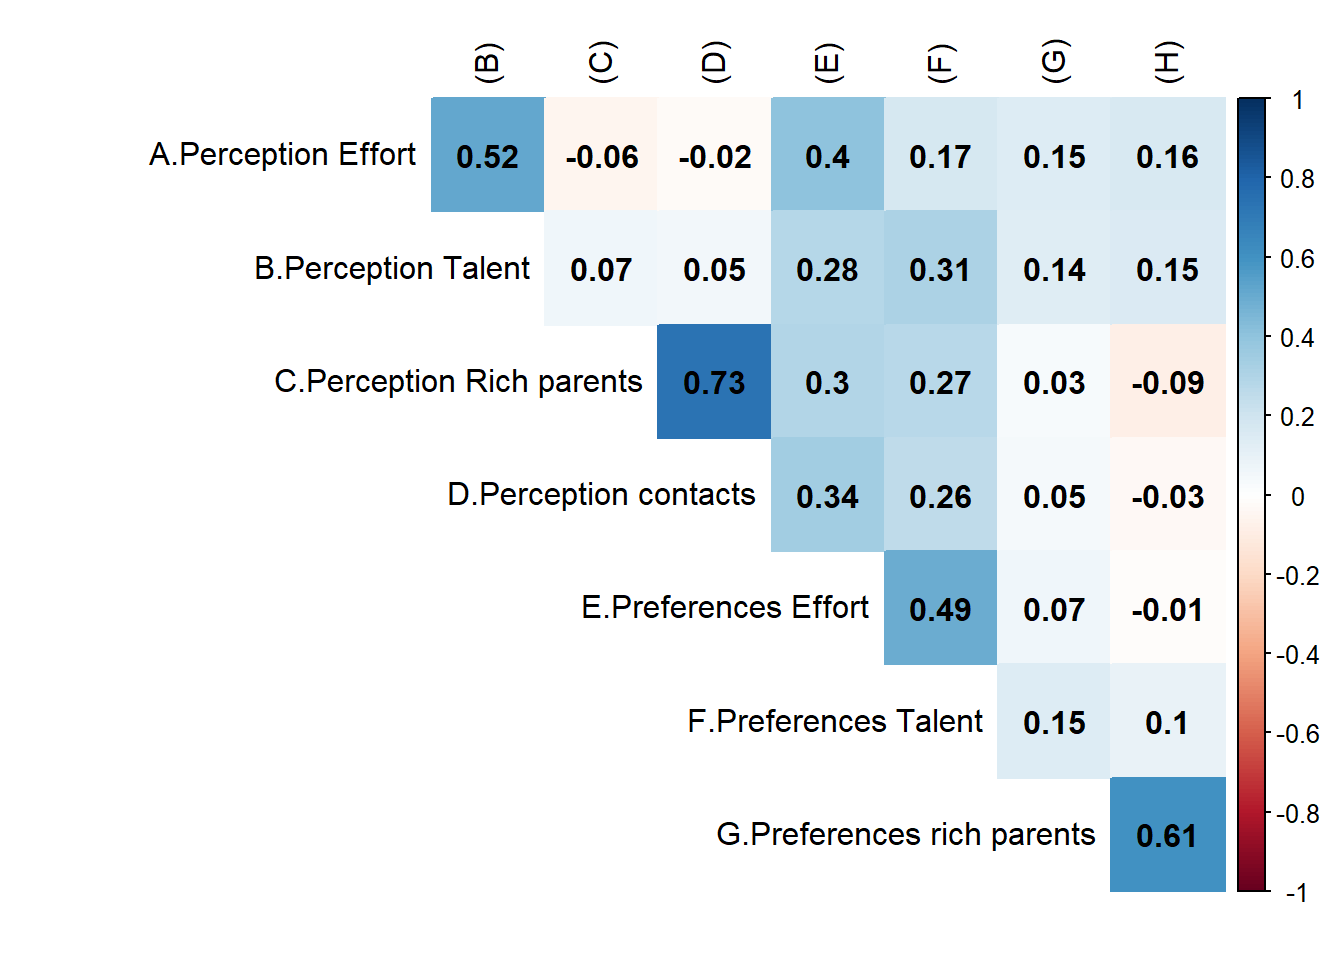 (B) (C) (D) (E) (F) (G) (H)
A.Perception Effort 0.52 -0.06 -0.02 0.4 0.17 0.15 0.16
B.Perception Talent 0.07 0.05 0.28 0.31 0.14 0.15
C.Perception Rich parents 0.73 0.3 0.27 0.03 -0.09
D.Perception contacts 0.34 0.26 0.05 -0.03
E.Preferences Effort 0.49 0.07 -0.01
F.Preferences Talent 0.15 0.1
G.Preferences rich parents 0.61
1
0.8
0.6
0.4
0.2
0
-0.2
-0.4
-0.6
-0.8
-1